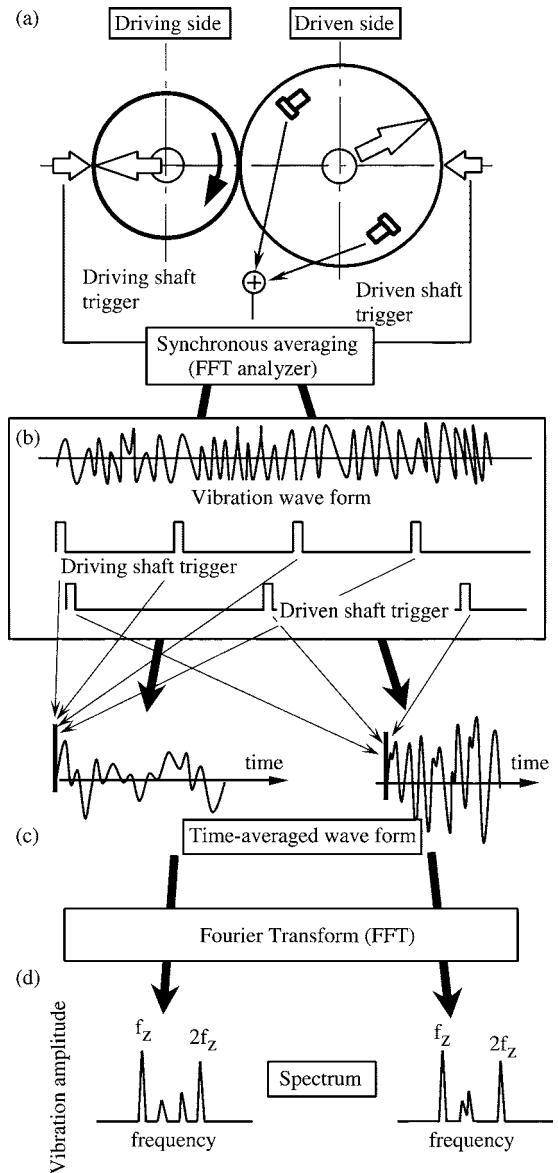 (a)
Driving side
Driven side
Driving shaft
trigger
Driven shaft
trigger
Synchronous averaging
(FFT analyzer)
(b)
Vibration wave form
Driving shaft trigger
Driven shaft trigger
time
time
(c)
Time-averaged wave form
Fourier Transform (FFT)
(d)
Vibration amplitude
fz
2fz
fz
2fz
Spectrum
frequency
frequency